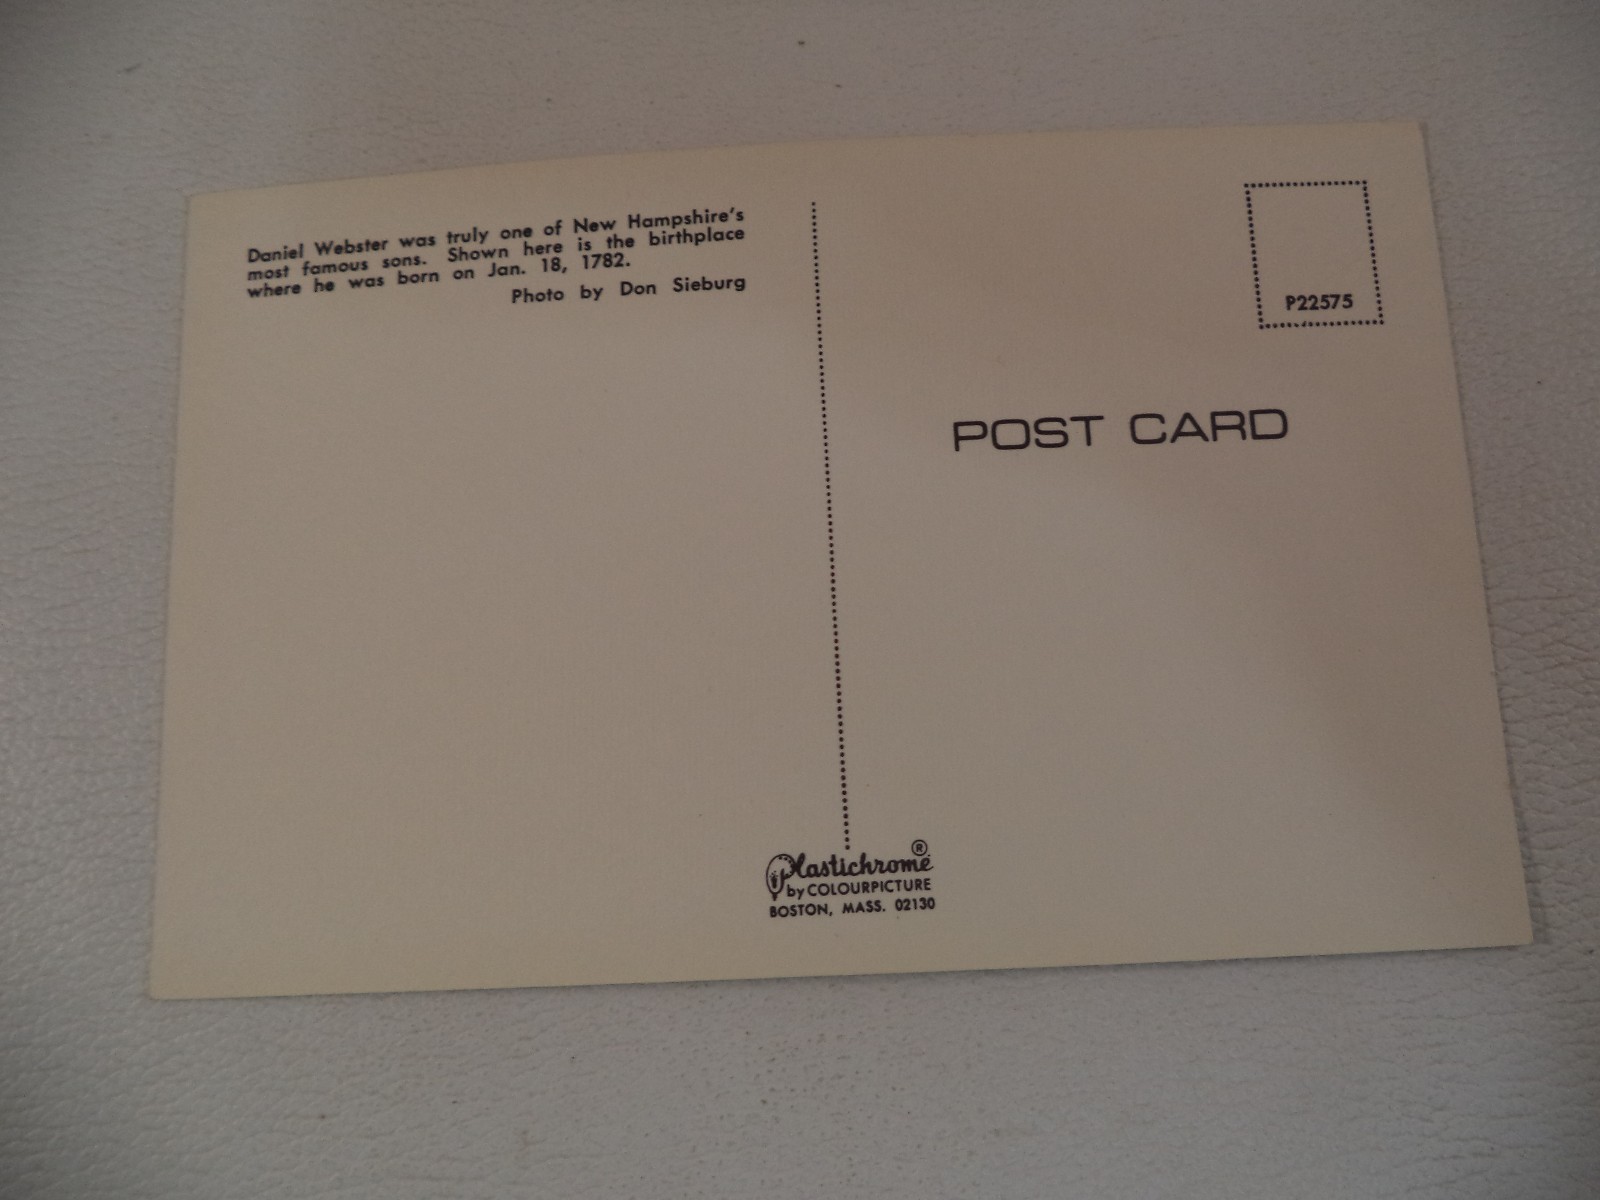 Daniel Webster was truly one of New Hampshire's
most famous sons. Shown here is the birthplace
where he was born on Jan. 18, 1782.
Photo by Don Sieburg
P22575
POST CARD
Plastichrome®
by COLOURPICTURE
BOSTON, MASS. 02130